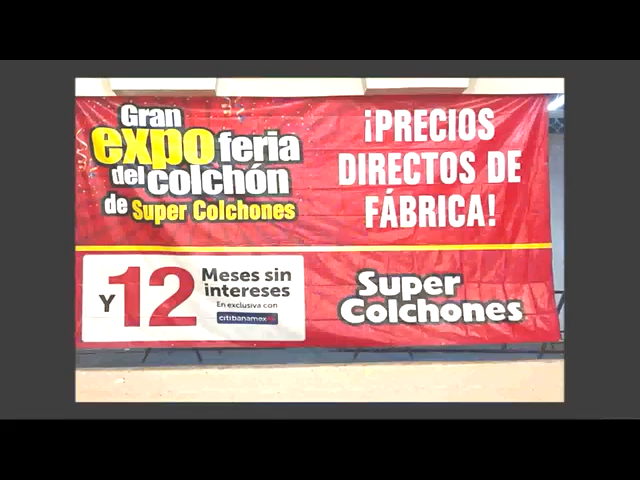 Gran
expo feria
del colchón
de Super Colchones
¡PRECIOS
DIRECTOS DE
FÁBRICA!
Y 12 Meses sin
intereses
En exclusiva con
citibanamex
Super
Colchones